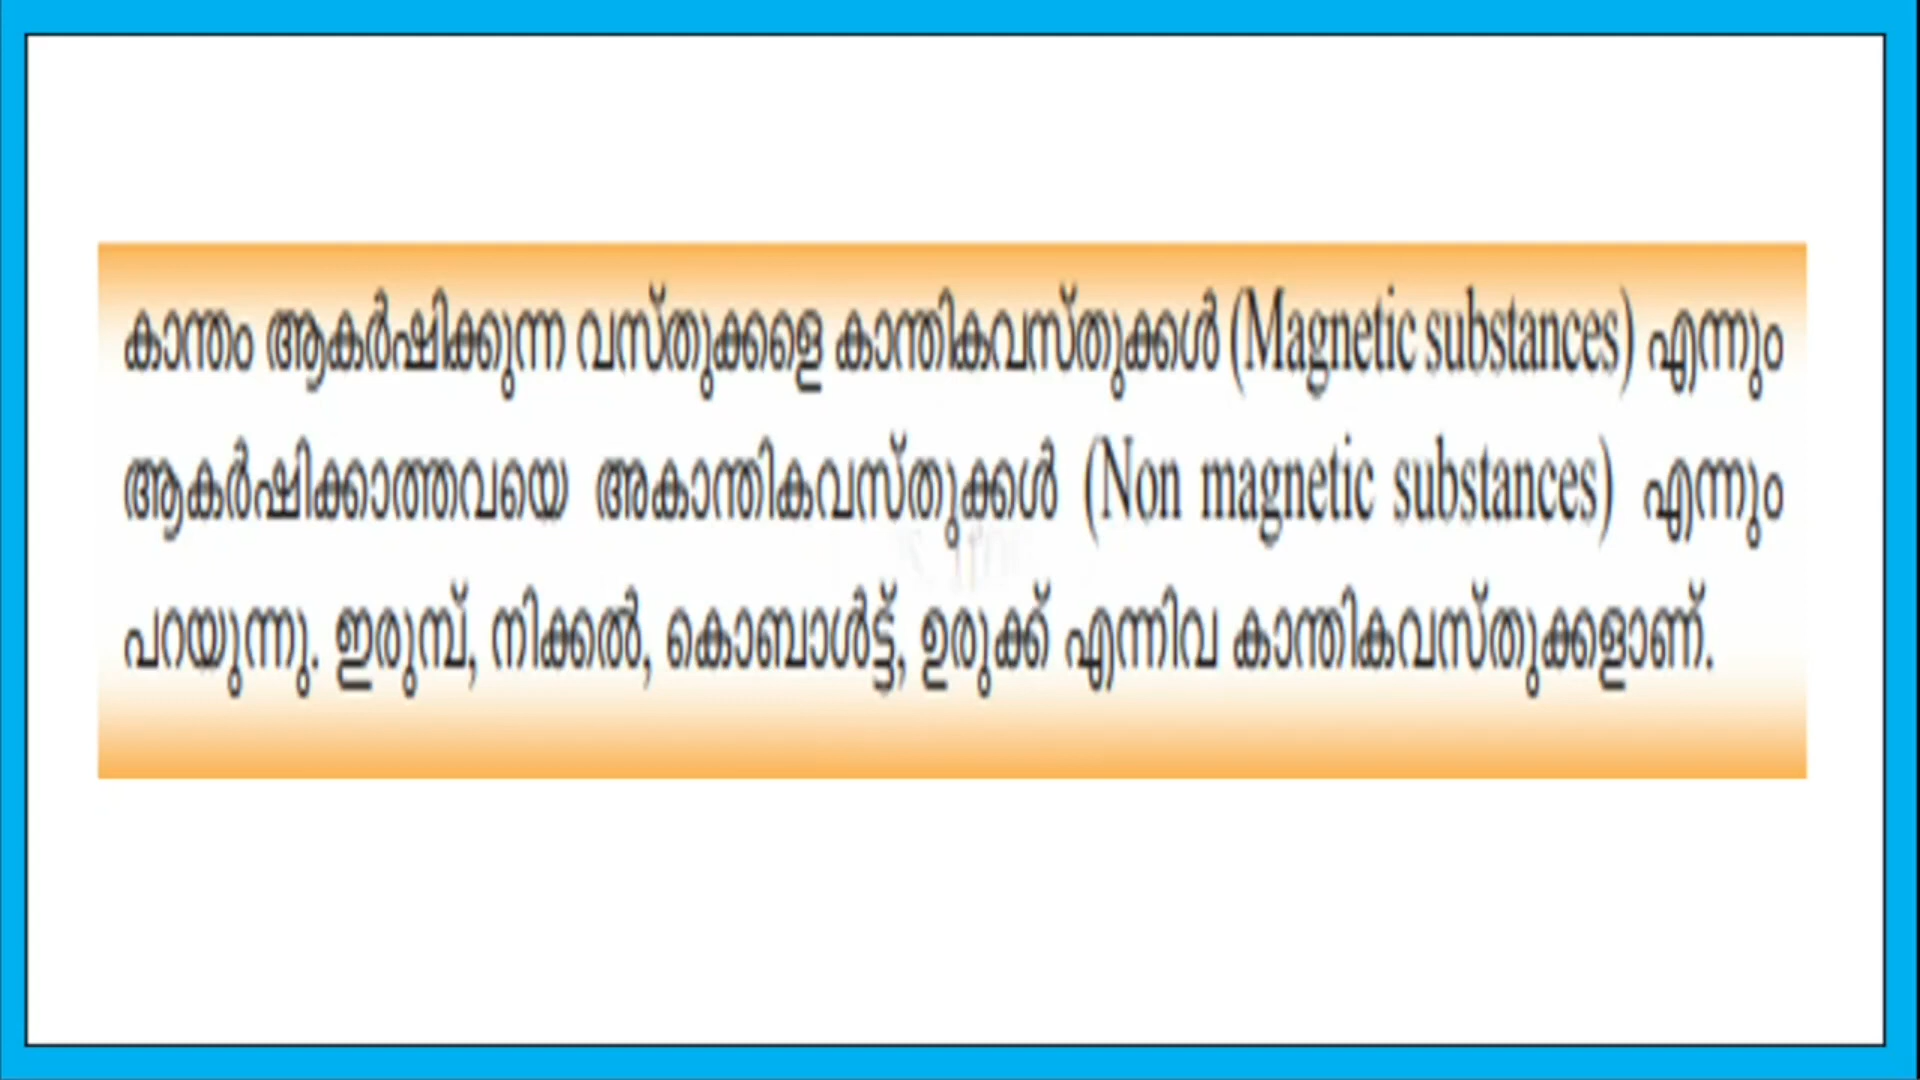 കാന്തം ആകർഷിക്കുന്ന വസ്തുക്കളെ കാന്തികവസ്തുക്കൾ (Magnetic substances) എന്നും
ആകർഷിക്കാത്തവയെ അകാന്തികവസ്തുക്കൾ (Non magnetic substances) എന്നും
പറയുന്നു. ഇരുമ്പ്, നിക്കൽ, കൊബാൾട്ട്, ഉരുക്ക് എന്നിവ കാന്തികവസ്തുക്കളാണ്.